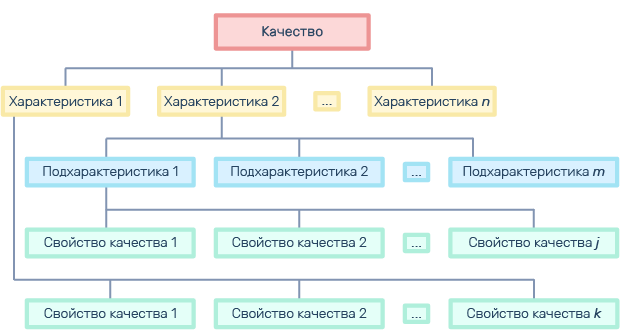 Качество
Характеристика 1
Характеристика 2
...
Характеристика n
Подхарактеристика 1
Подхарактеристика 2
...
Подхарактеристика m
Свойство качества 1
Свойство качества 2
...
Свойство качества j
Свойство качества 1
Свойство качества 2
...
Свойство качества k